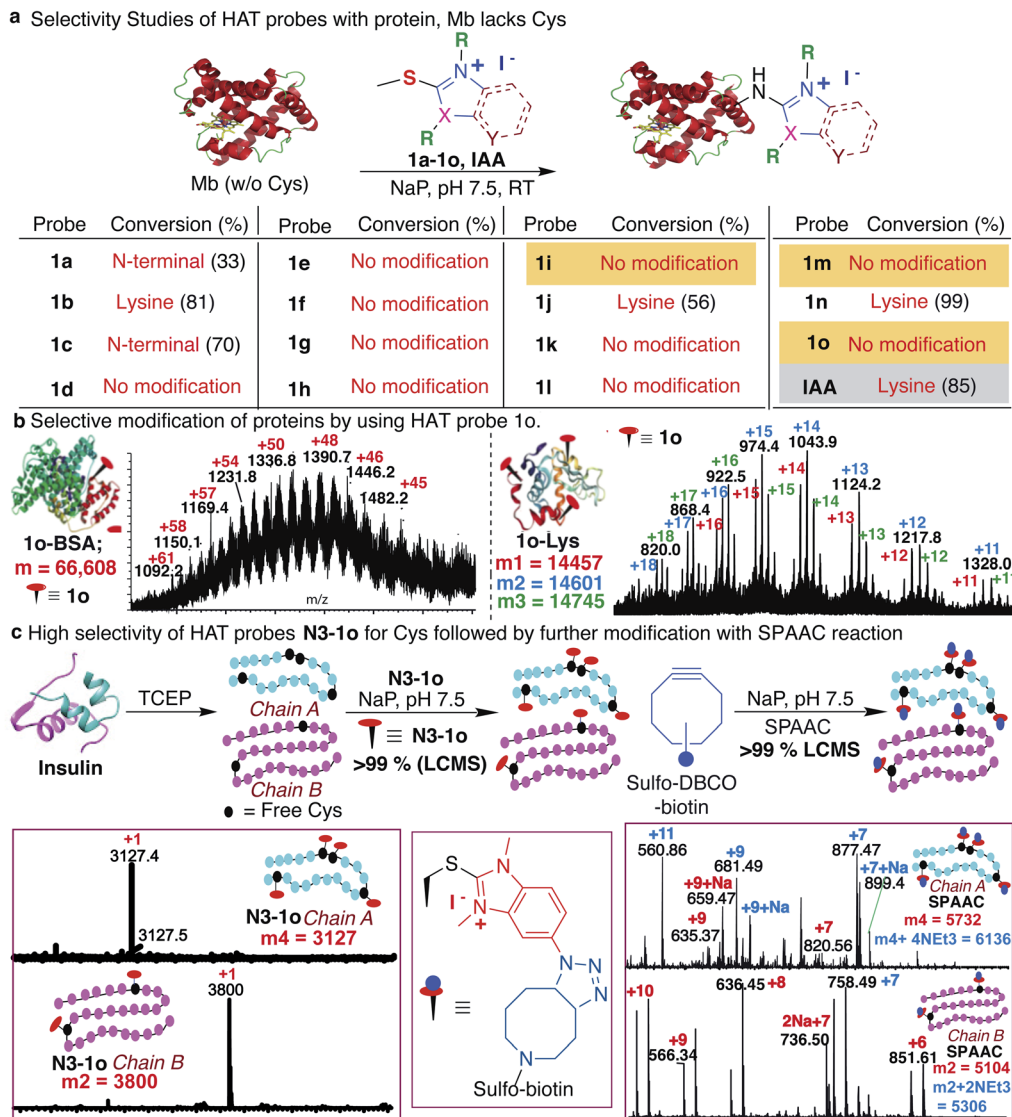 a Selectivity Studies of HAT probes with protein, Mb lacks Cys
Mb (w/o Cys)
S
R
N + I -
X
R
Y
1a-1o, IAA
NaP, pH 7.5, RT
H
N
R
N + I -
X
R
Y
Probe Conversion (%) Probe Conversion (%) Probe Conversion (%) Probe Conversion (%)
1a N-terminal (33) 1e No modification 1i No modification 1m No modification
1b Lysine (81) 1f No modification 1j Lysine (56) 1n Lysine (99)
1c N-terminal (70) 1g No modification 1k No modification 1o No modification
1d No modification 1h No modification 1l No modification IAA Lysine (85)
b Selective modification of proteins by using HAT probe 1o.
1o-BSA;
m = 66,608
≡ 1o
+61
1092.2
+58
1150.1
+57
1169.4
+54
1231.8
+50
1336.8
+48
1390.7
+46
1446.2
+45
1482.2
m/z
1o-Lys
m1 = 14457
m2 = 14601
m3 = 14745
≡ 1o
+18
+18
820.0
+17
+17
868.4
+16
+16
+16
922.5
+15
+15
974.4
+15
+14
+14
1043.9
+14
+13
+13
1124.2
+13
+12
+12
1217.8
+12
+11
+11
1328.0
+1
c High selectivity of HAT probes N3-1o for Cys followed by further modification with SPAAC reaction
Insulin
TCEP
Chain A
Chain B
= Free Cys
N3-1o
NaP, pH 7.5
≡ N3-1o
>99 % (LCMS)
Sulfo-DBCO
-biotin
NaP, pH 7.5
SPAAC
>99 % LCMS
+1
3127.4
3127.5
N3-1o Chain A
m4 = 3127
+1
3800
N3-1o Chain B
m2 = 3800
S
N
I-
N
+
N
N
N
N
≡
Sulfo-biotin
+11
560.86
+9
635.37
+9+Na
659.47
+9
681.49
+9+Na
+7
820.56
+7
877.47
+7+Na
899.4
Chain A
SPAAC
m4 = 5732
m4+ 4NEt3 = 6136
+10
+9
566.34
636.45
+8
2Na+7
736.50
758.49
+7
+6
851.61
Chain B
SPAAC
m2 = 5104
m2+2NEt3
= 5306